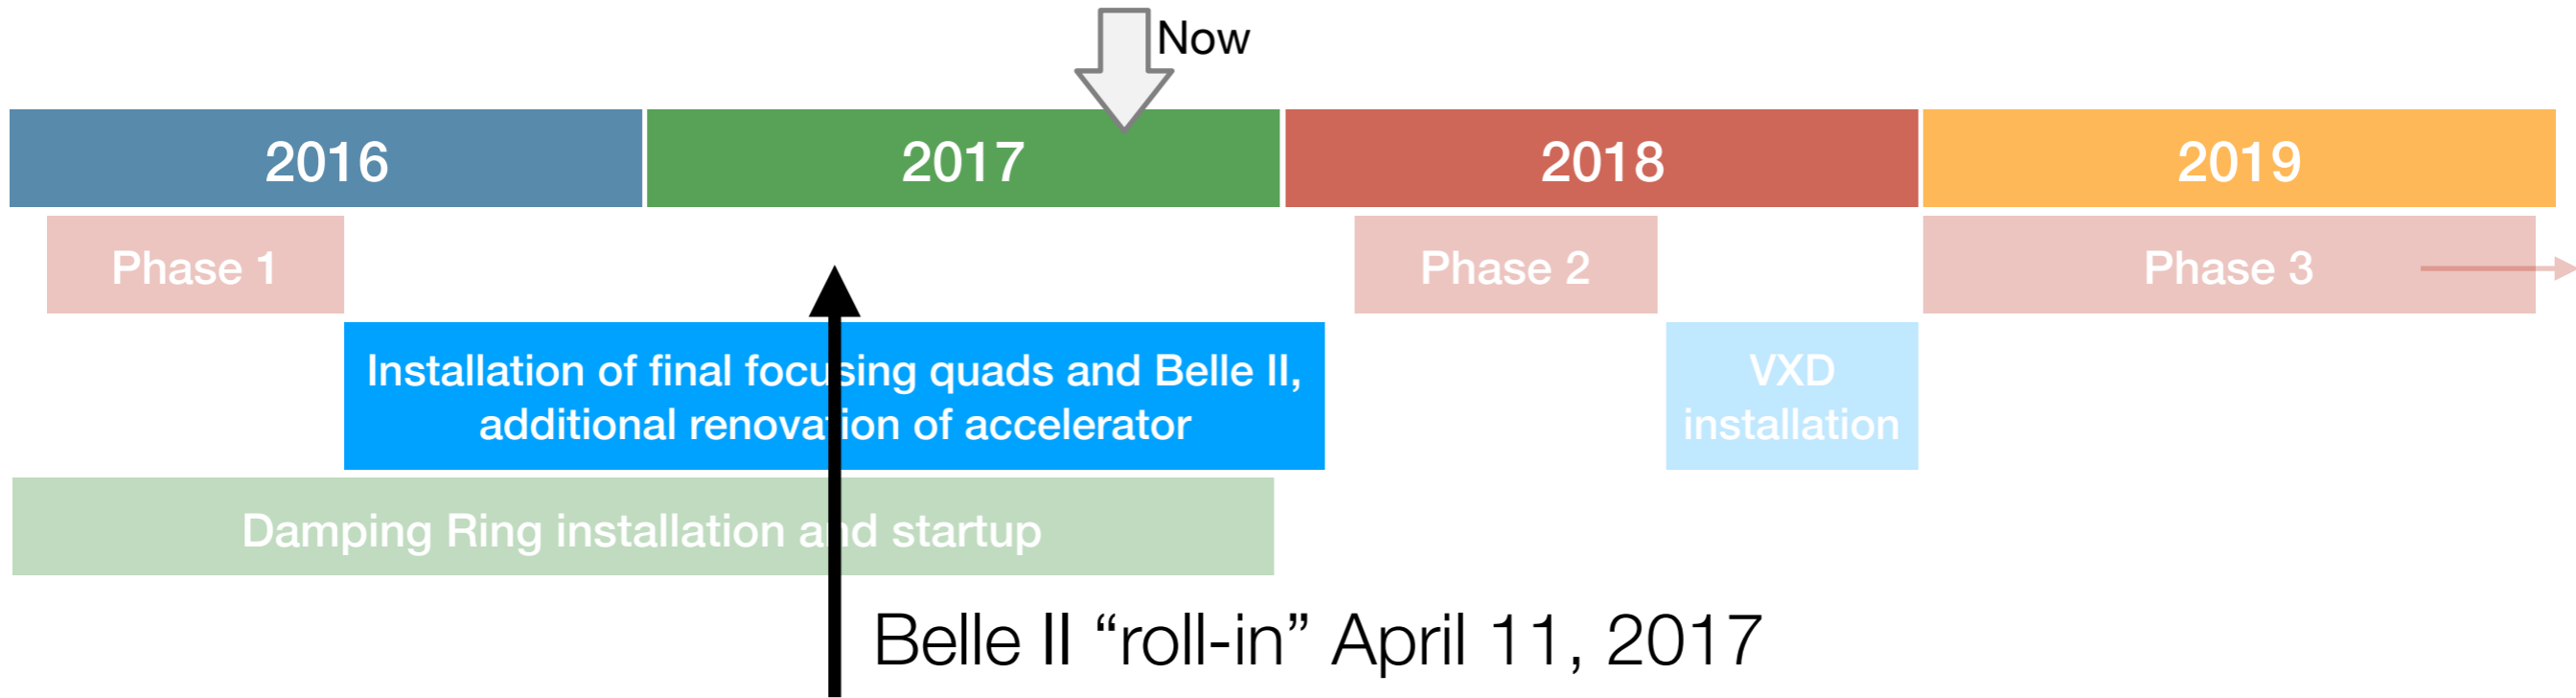 Now
2016
2017
2018
2019
Phase 1
Phase 2
Phase 3
Installation of final focusing quads and Belle II,
additional renovation of accelerator
VXD
installation
Damping Ring installation and startup
Belle II “roll-in” April 11, 2017